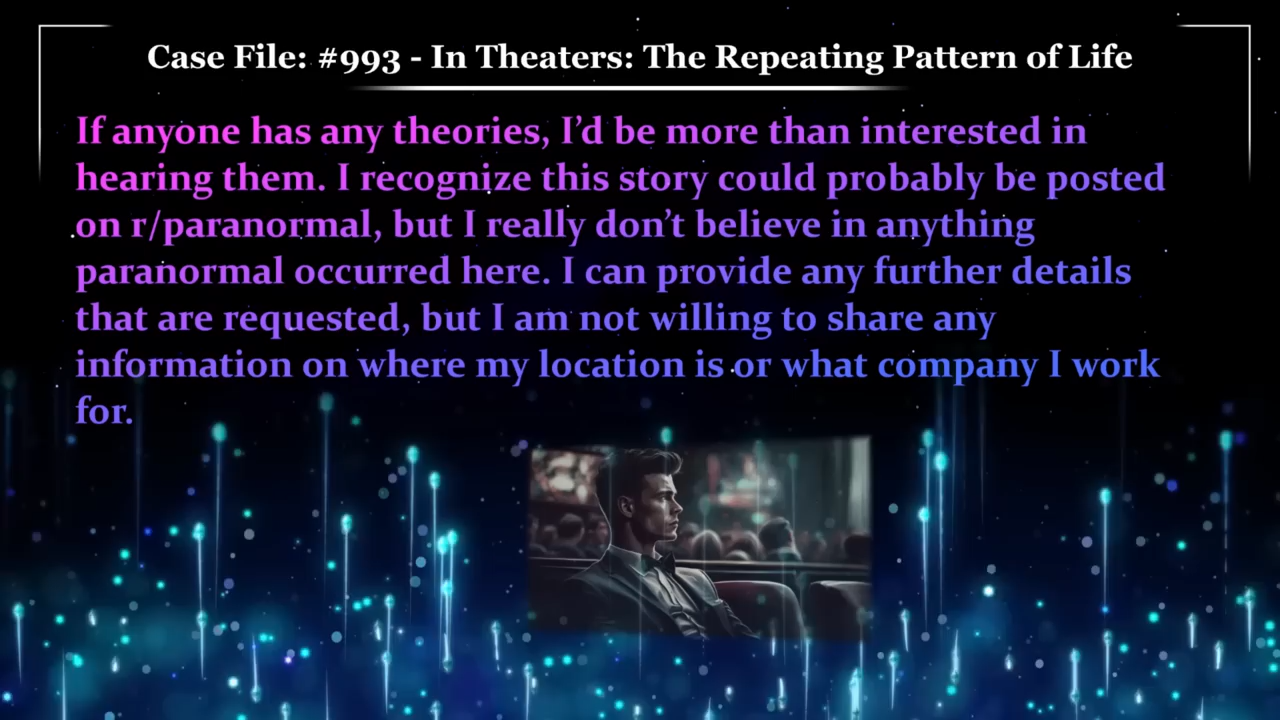 Case File: #993 - In Theaters: The Repeating Pattern of Life
If anyone has any theories, I’d be more than interested in
hearing them. I recognize this story could probably be posted
on r/paranormal, but I really don’t believe in anything
paranormal occurred here. I can provide any further details
that are requested, but I am not willing to share any
information on where my location is or what company I work
for.